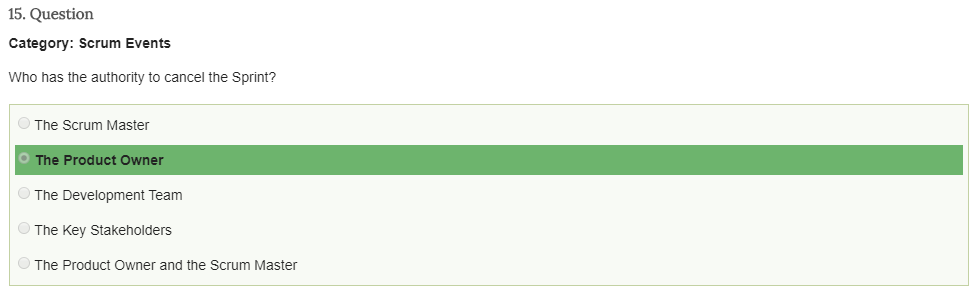 15. Question
Category: Scrum Events
Who has the authority to cancel the Sprint?
The Scrum Master
The Product Owner
The Development Team
The Key Stakeholders
The Product Owner and the Scrum Master